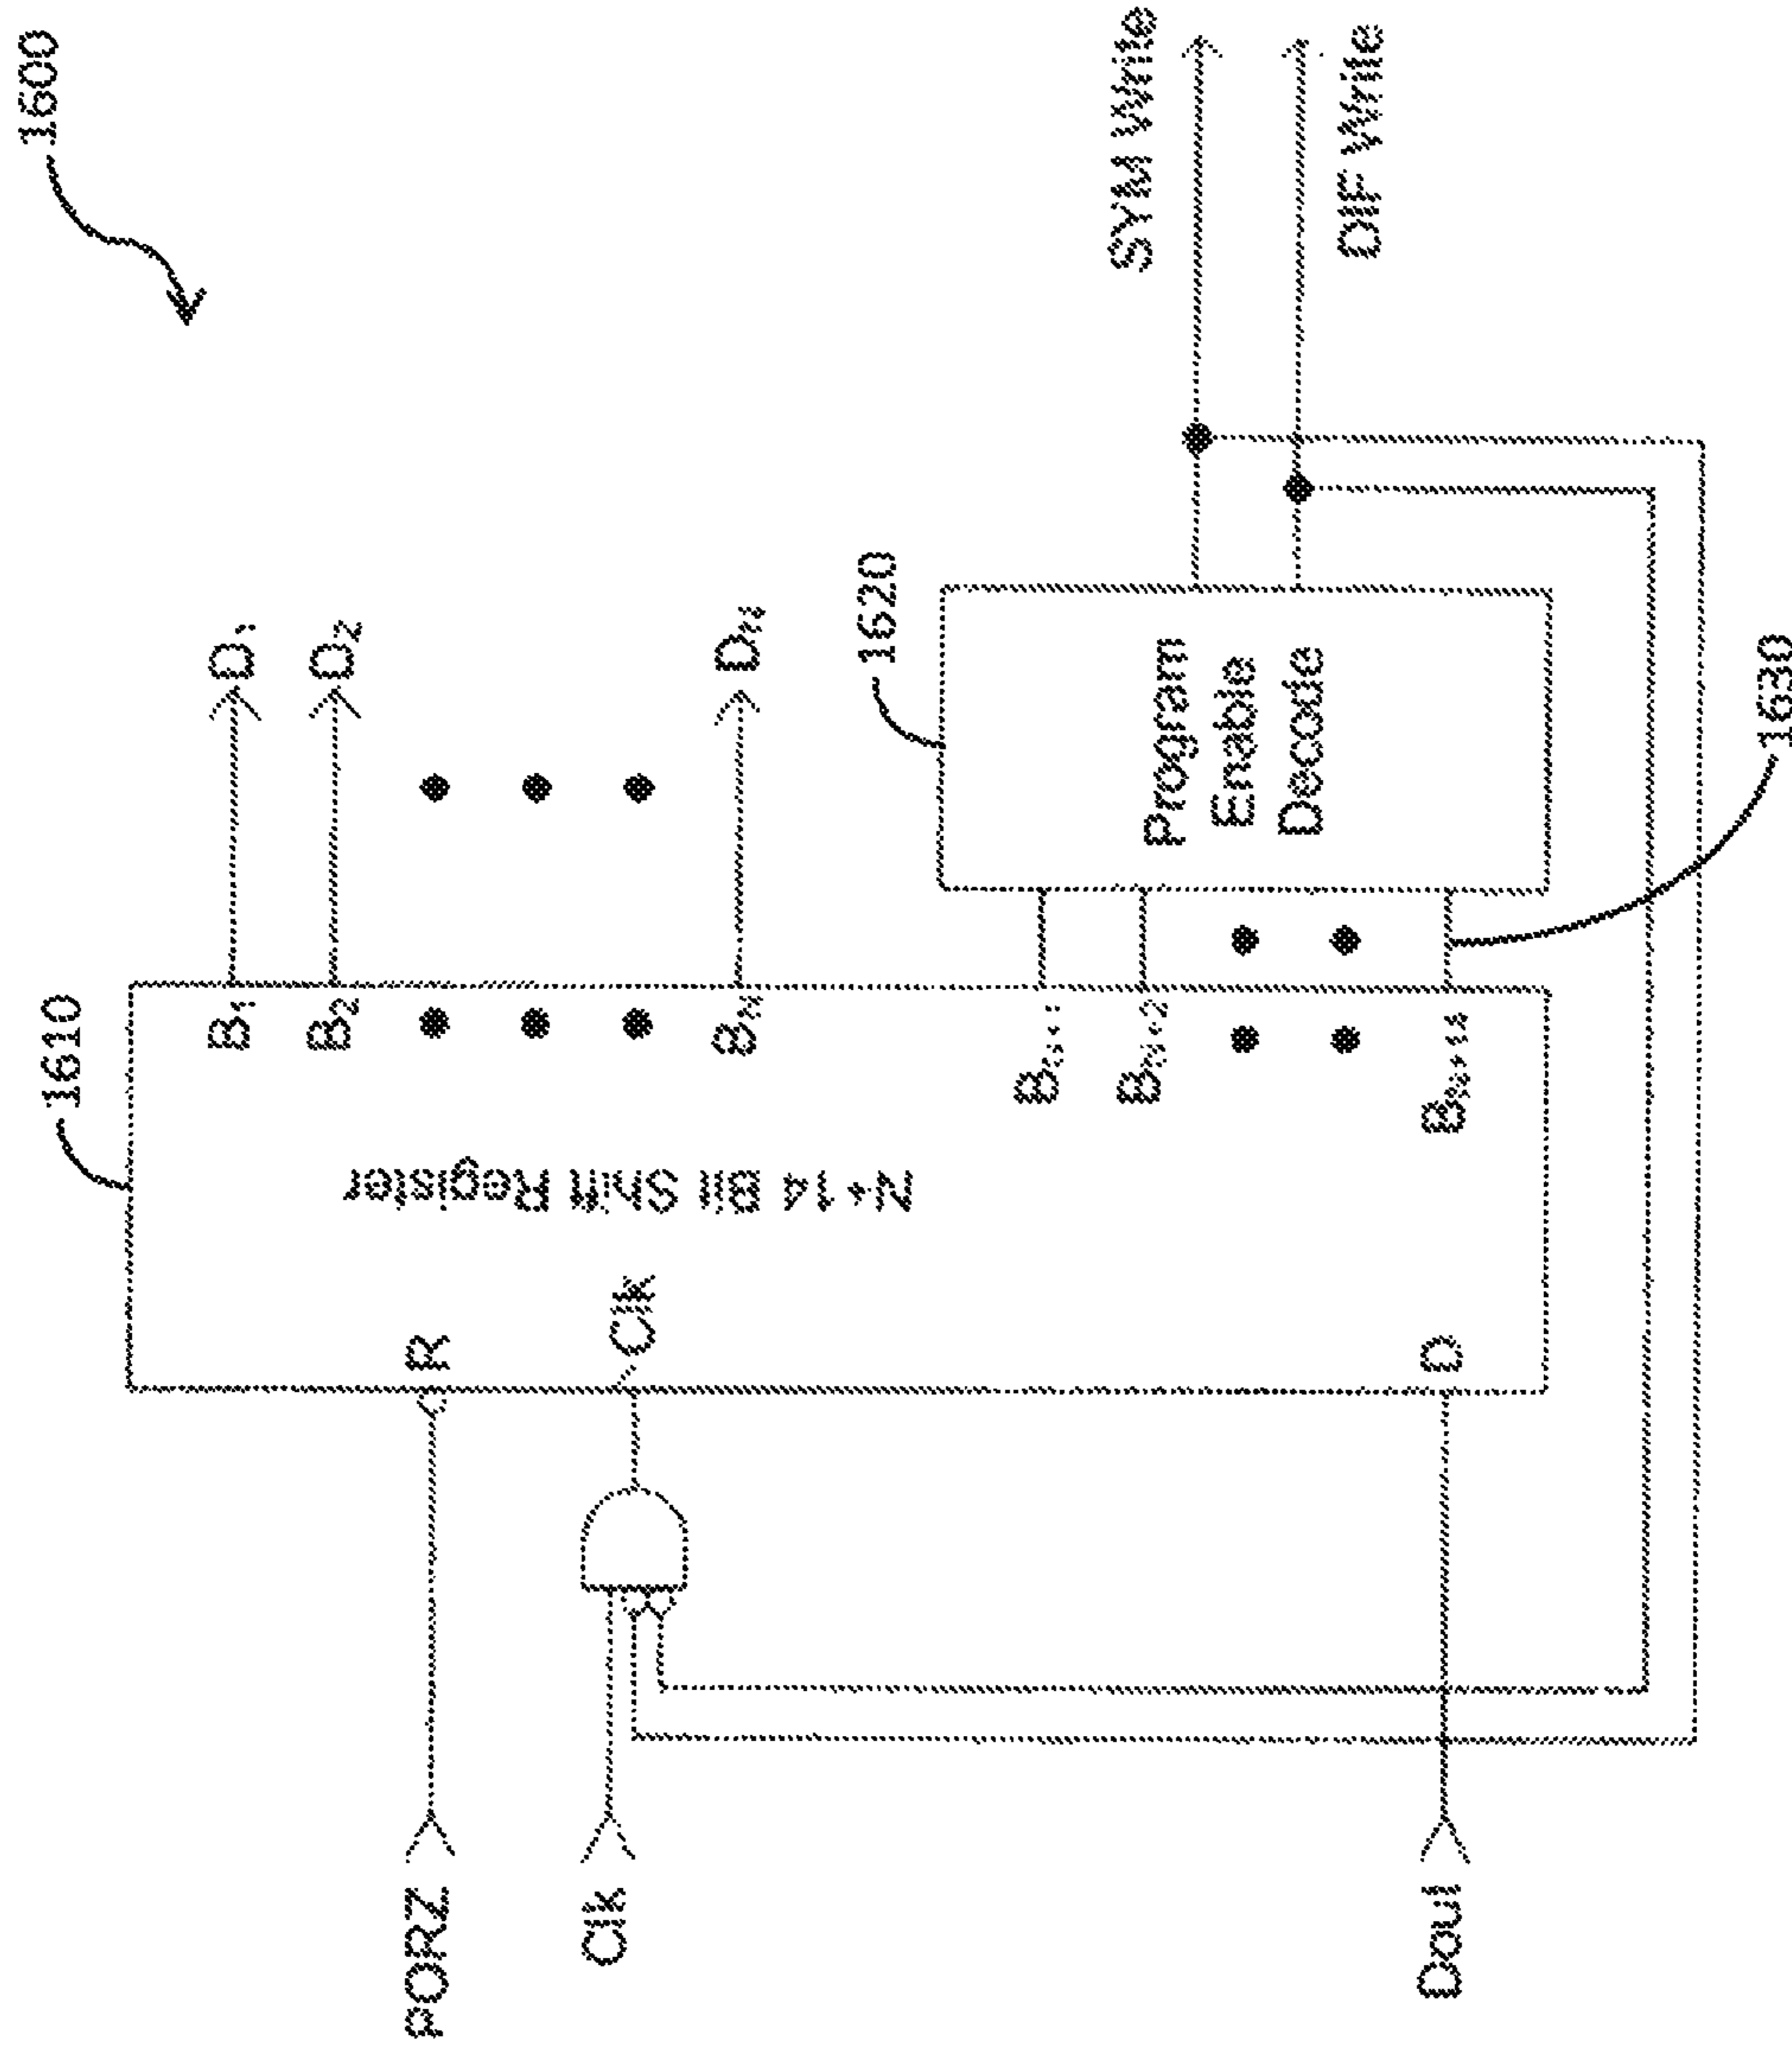 1600
1610
PORZ
R
Clk
Clk
N+14 Bit Shift Register
Dout
D
B1
B2
BN
BN+1
BN+2
BN+14
D1
D2
DN
1620
Program
Enable
Decode
1630
SYM Write
DIF Write